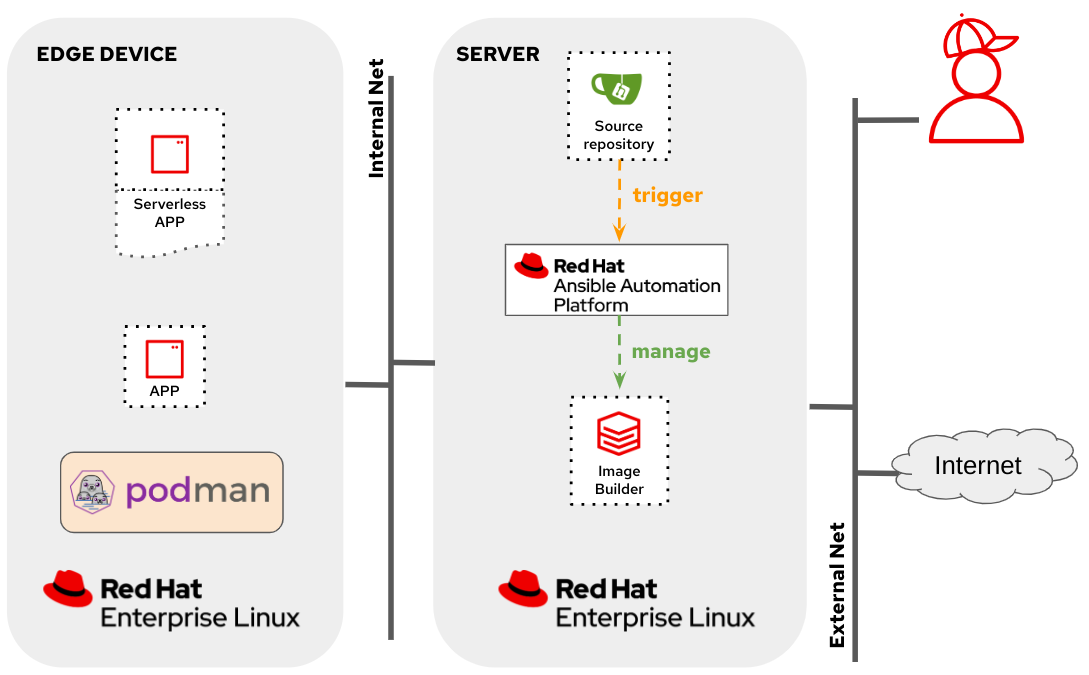 EDGE DEVICE
Serverless
APP
APP
podman
Red Hat
Enterprise Linux
Internal Net
SERVER
Source
repository
trigger
Red Hat
Ansible Automation
Platform
manage
Image
Builder
Red Hat
Enterprise Linux
External Net
Internet